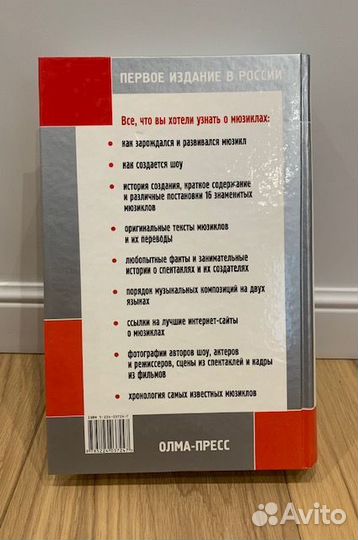 ПЕРВОЕ ИЗДАНИЕ В РОССИИ
Все, что вы хотели узнать о мюзиклах:
• как зарождался и развивался мюзикл
• как создается шоу
• история создания, краткое содержание
и различные постановки 16 знаменитых
мюзиклов
• оригинальные тексты мюзиклов
и их переводы
• любопытные факты и занимательные
истории о спектаклях и их создателях
• порядок музыкальных композиций на двух
языках
• ссылки на лучшие интернет-сайты
о мюзиклах
• фотографии авторов шоу, актеров
и режиссеров, сцены из спектаклей и кадры
из фильмов
• хронология самых известных мюзиклов
ОЛМА-ПРЕСС
Avito